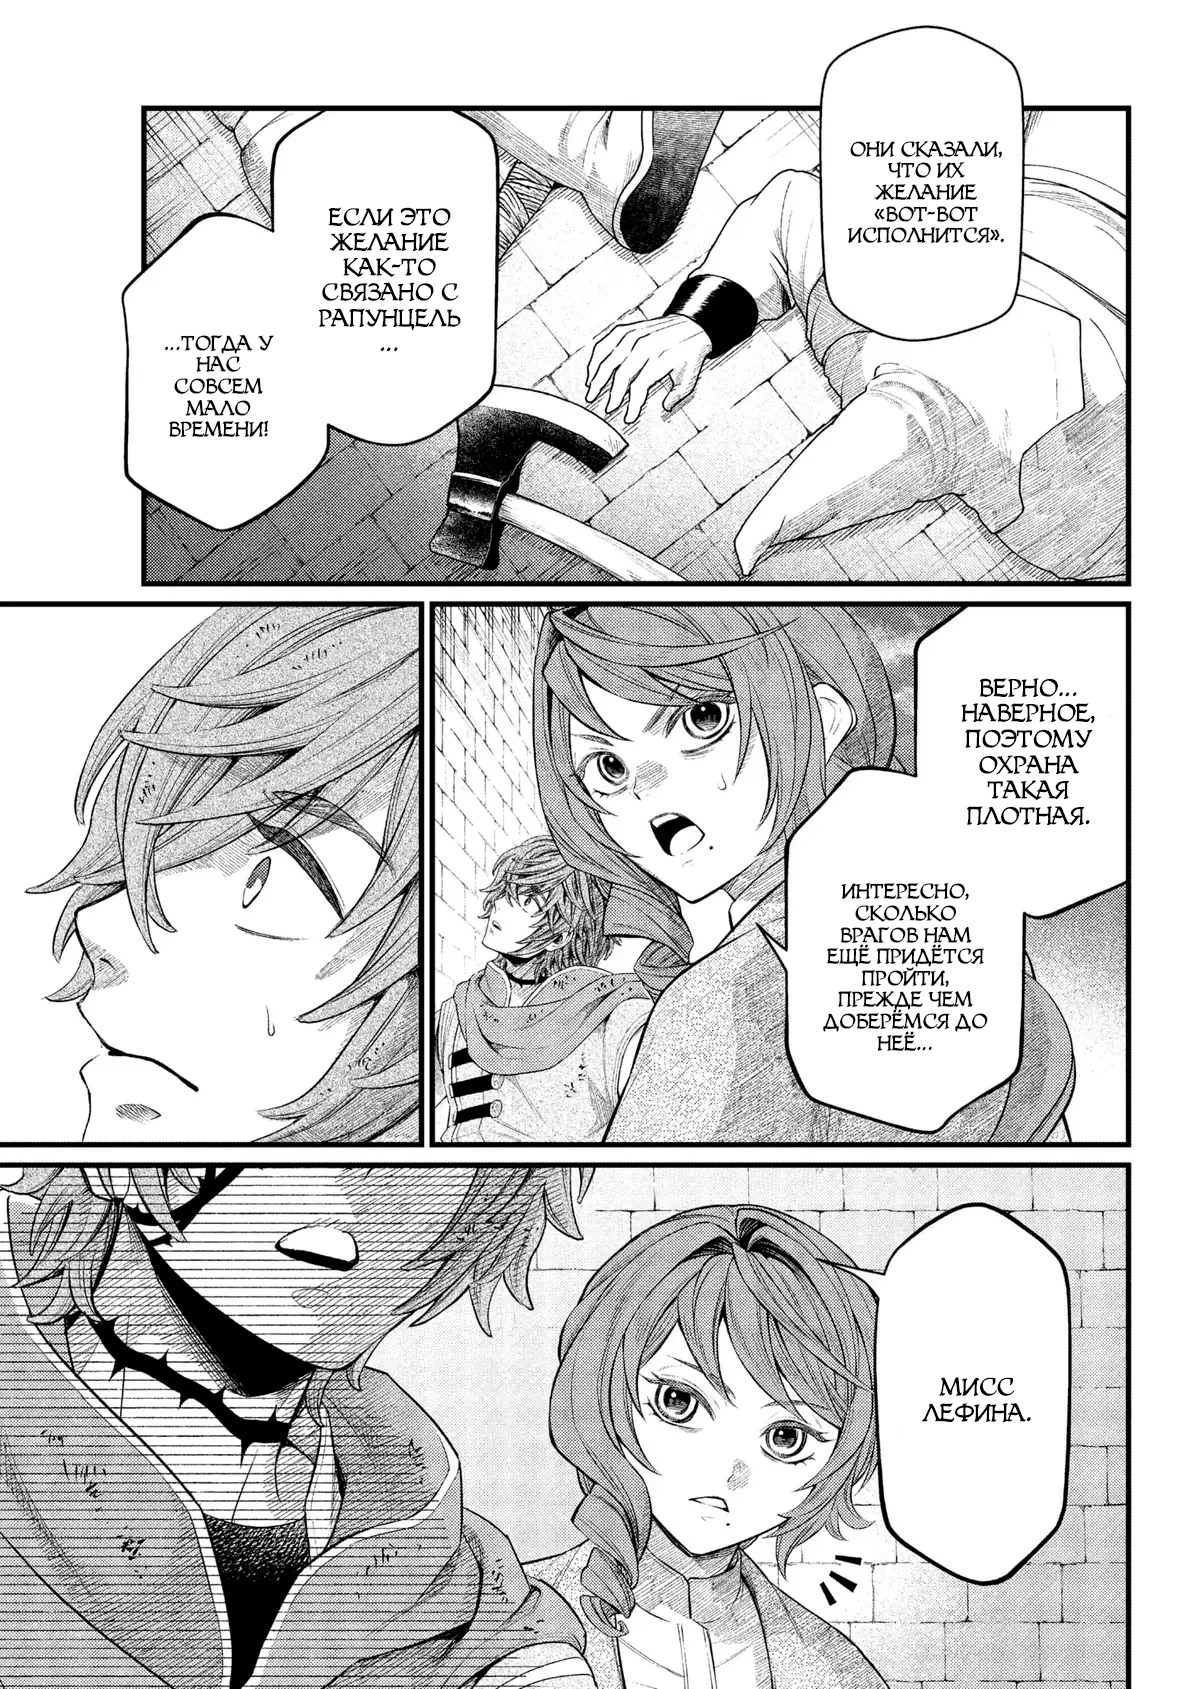 ОНИ СКАЗАЛИ,
ЧТО ИХ
ЖЕЛАНИЕ
«ВОТ-ВОТ
ИСПОЛНИТСЯ».
ЕСЛИ ЭТО
ЖЕЛАНИЕ
КАК-ТО
СВЯЗАНО С
РАПУНЦЕЛЬ
...
...ТОГДА У
НАС
СОВСЕМ
МАЛО
ВРЕМЕНИ!
ВЕРНО...
НАВЕРНОЕ,
ПОЭТОМУ
ОХРАНА
ТАКАЯ
ПЛОТНАЯ.
ИНТЕРЕСНО,
СКОЛЬКО
ВРАГОВ НАМ
ЕЩЁ ПРИДЁТСЯ
ПРОЙТИ,
ПРЕЖДЕ ЧЕМ
ДОБЕРЁМСЯ ДО
НЕЁ...
МИСС
ЛЕФИНА.